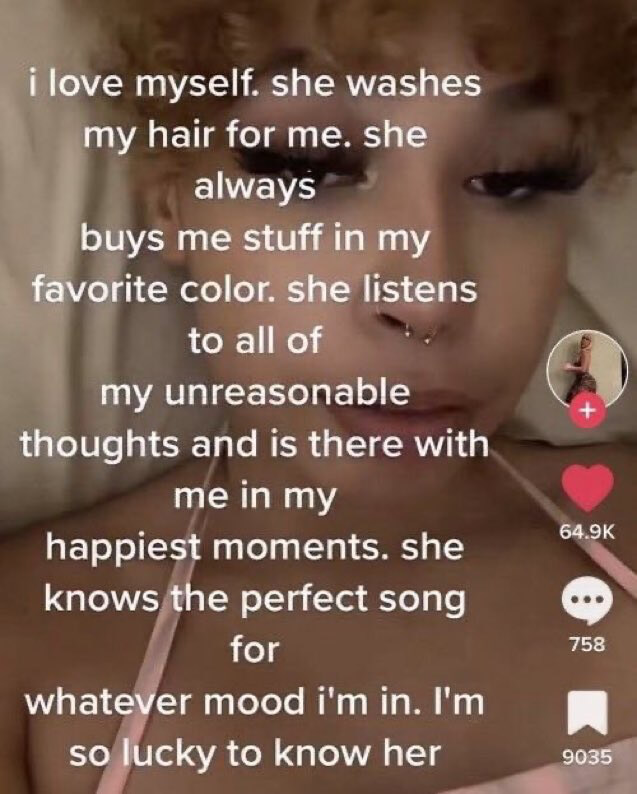 i love myself. she washes
my hair for me. she
always
buys me stuff in my
favorite color. she listens
to all of
my unreasonable
thoughts and is there with
me in my
happiest moments. she
knows the perfect song
for
whatever mood i'm in. I'm
so lucky to know her
64.9K
758
9035